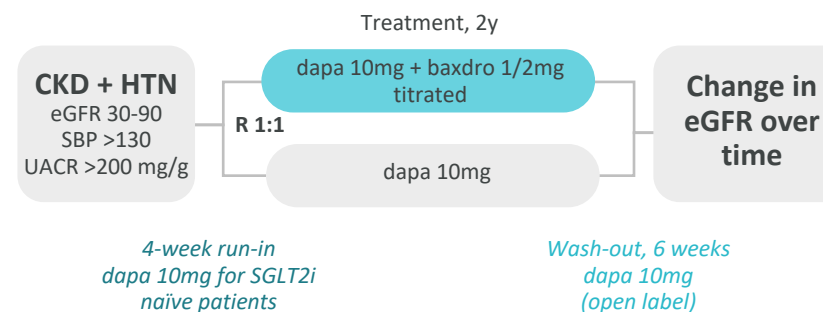 Treatment, 2y
CKD + HTN
eGFR 30-90
SBP >130
UACR >200 mg/g
R 1:1
dapa 10mg + baxdro 1/2mg
titrated
dapa 10mg
Change in
eGFR over
time
4-week run-in
dapa 10mg for SGLT2i
naïve patients
Wash-out, 6 weeks
dapa 10mg
(open label)